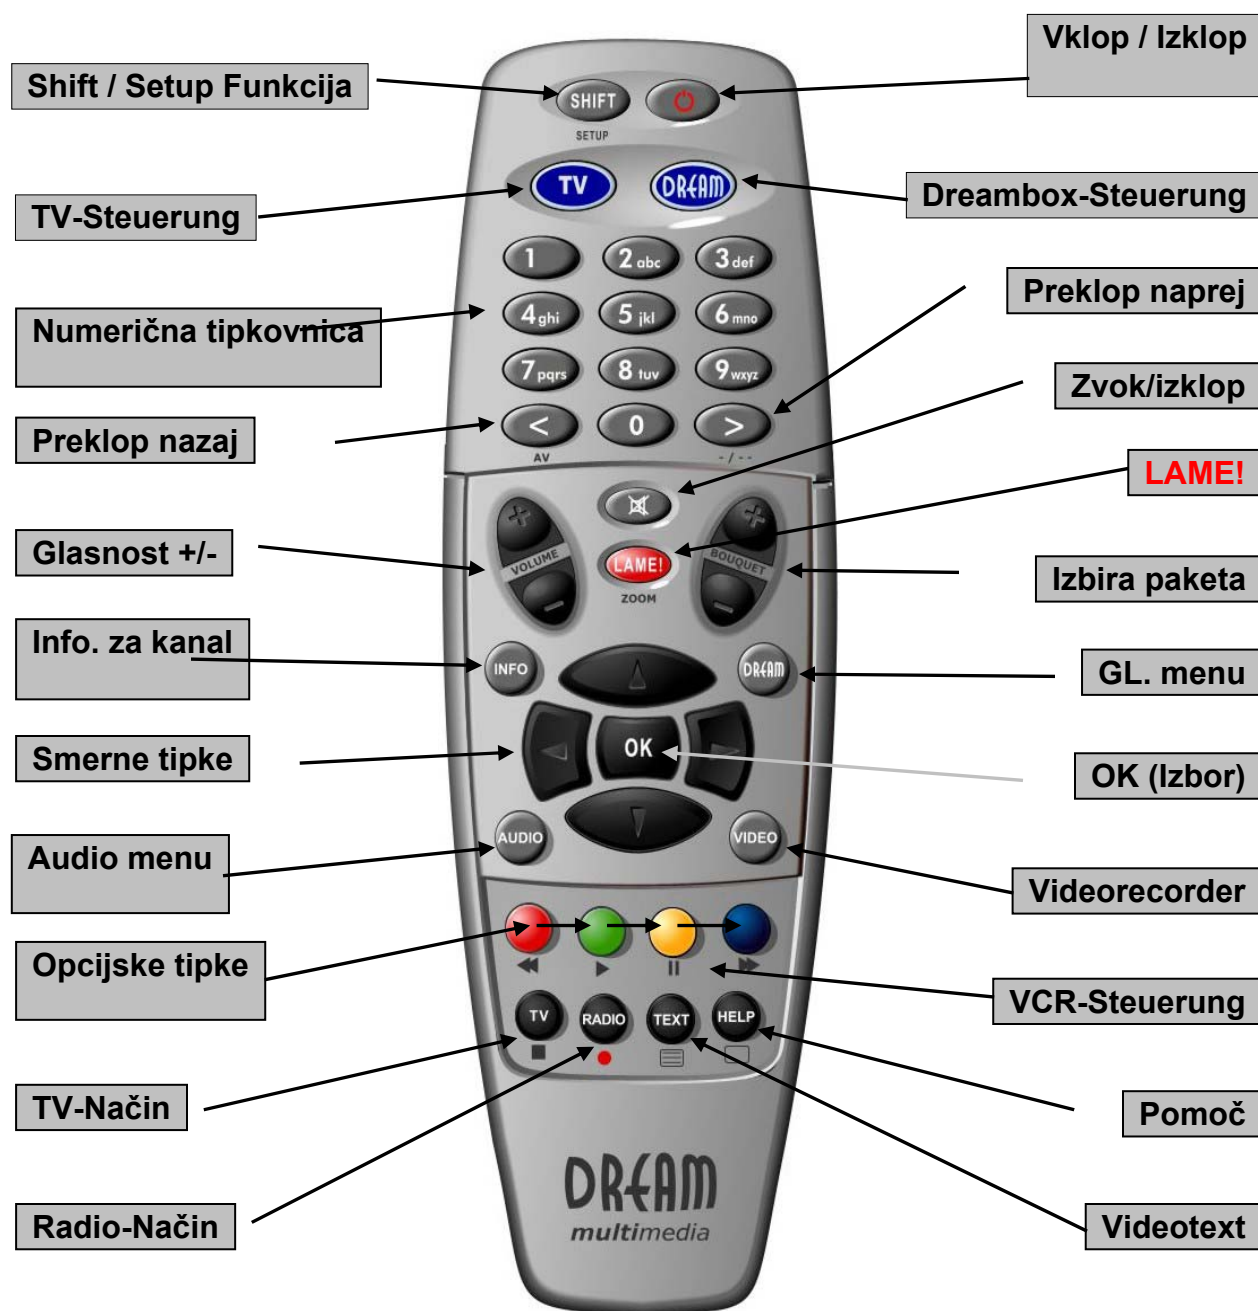 Vklop / Izklop
Shift / Setup Funkcija
SHIFT
SETUP
TV
DREAM
TV-Steuerung
Dreambox-Steuerung
1
2 abc
3 def
Preklop naprej
Numerična tipkovnica
4 ghi
5 jkl
6 mno
7 pqrs
8 tuv
9 wxyz
Zvok/izklop
Preklop nazaj
<
0
>
AV
- / - -
LAME!
+
+
Glasnost +/-
VOLUME
LAME!
BOUQUET
Izbira paketa
-
-
ZOOM
Info. za kanal
INFO
DREAM
GL. menu
Smerne tipke
OK
OK (Izbor)
AUDIO
VIDEO
Audio menu
Videorecorder
Opcijske tipke
VCR-Steuerung
TV
RADIO
TEXT
HELP
TV-Način
Pomoč
DREAM
multimedia
Radio-Način
Videotext